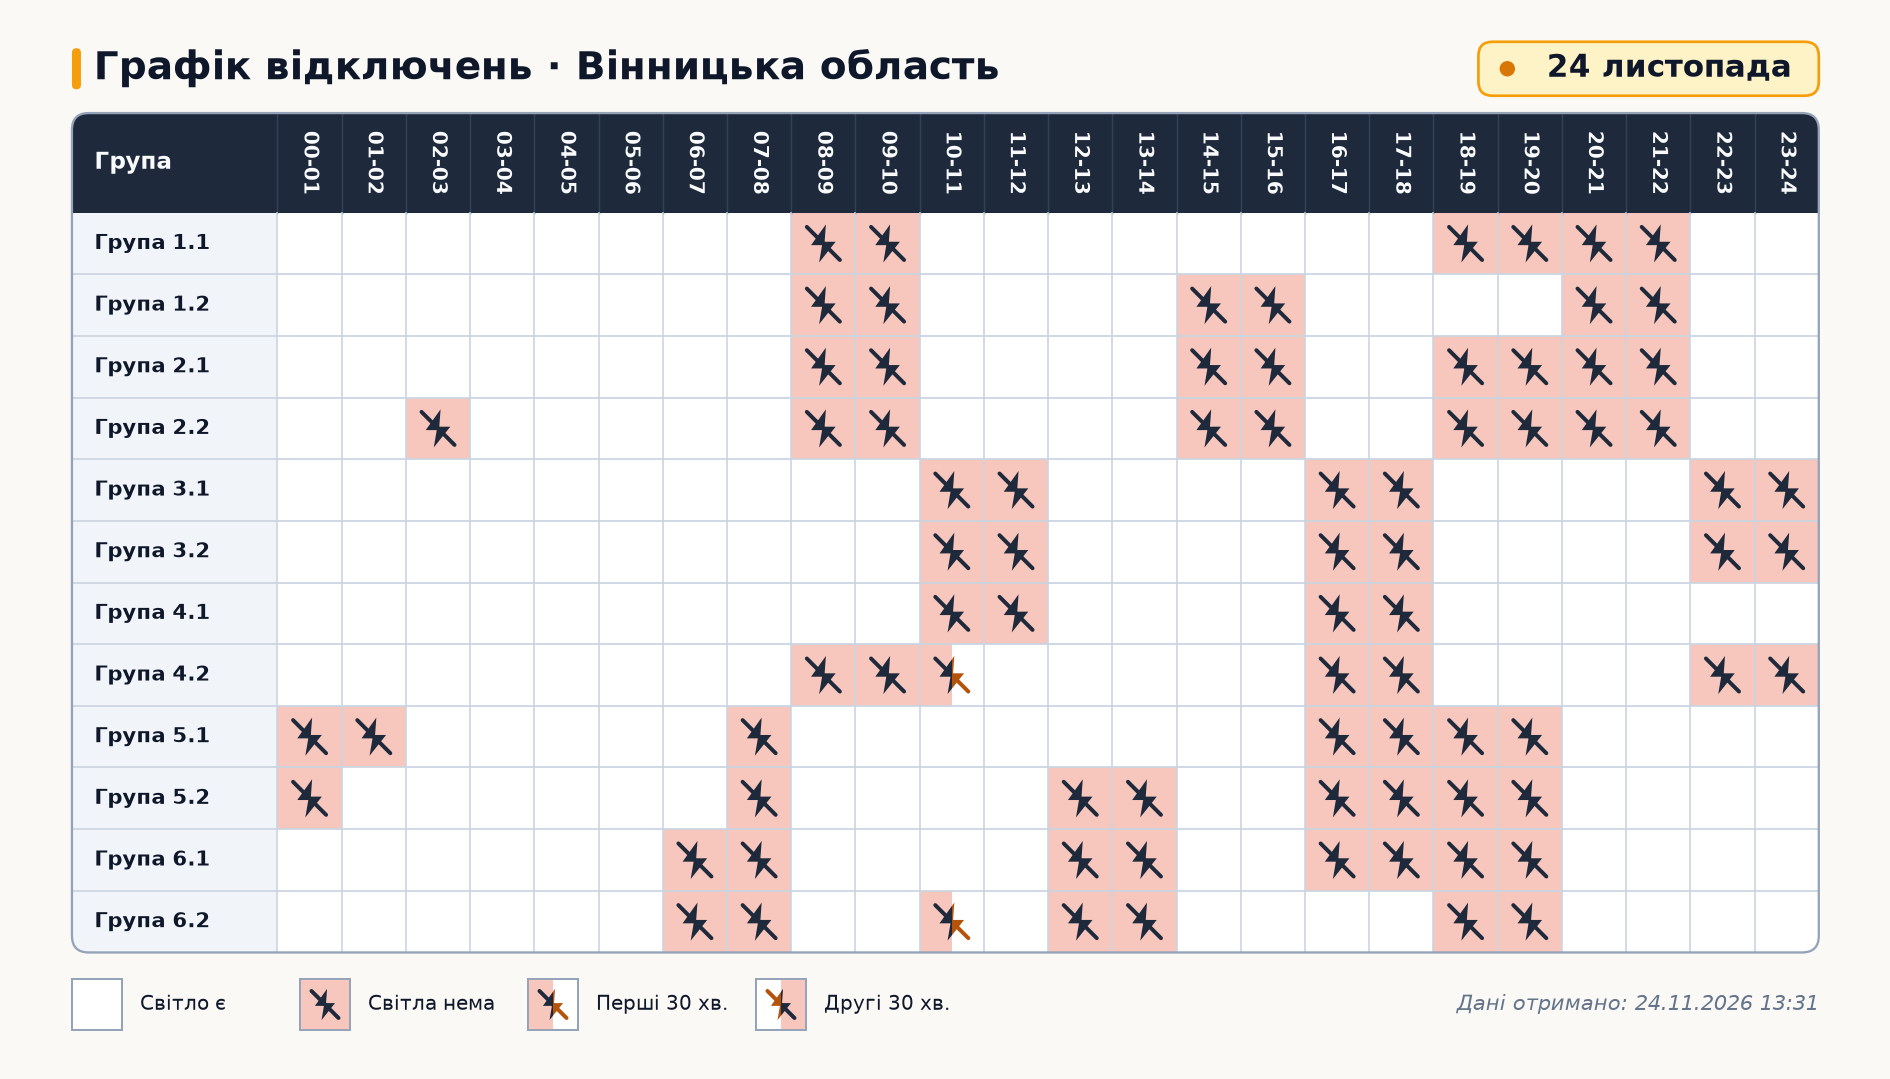 Графік відключень · Вінницька область
24 листопада
Група 00-01 01-02 02-03 03-04 04-05 05-06 06-07 07-08 08-09 09-10 10-11 11-12 12-13 13-14 14-15 15-16 16-17 17-18 18-19 19-20 20-21 21-22 22-23 23-24
Група 1.1
Група 1.2
Група 2.1
Група 2.2
Група 3.1
Група 3.2
Група 4.1
Група 4.2
Група 5.1
Група 5.2
Група 6.1
Група 6.2
Світло є Світла нема Перші 30 хв. Другі 30 хв.
Дані отримано: 24.11.2026 13:31